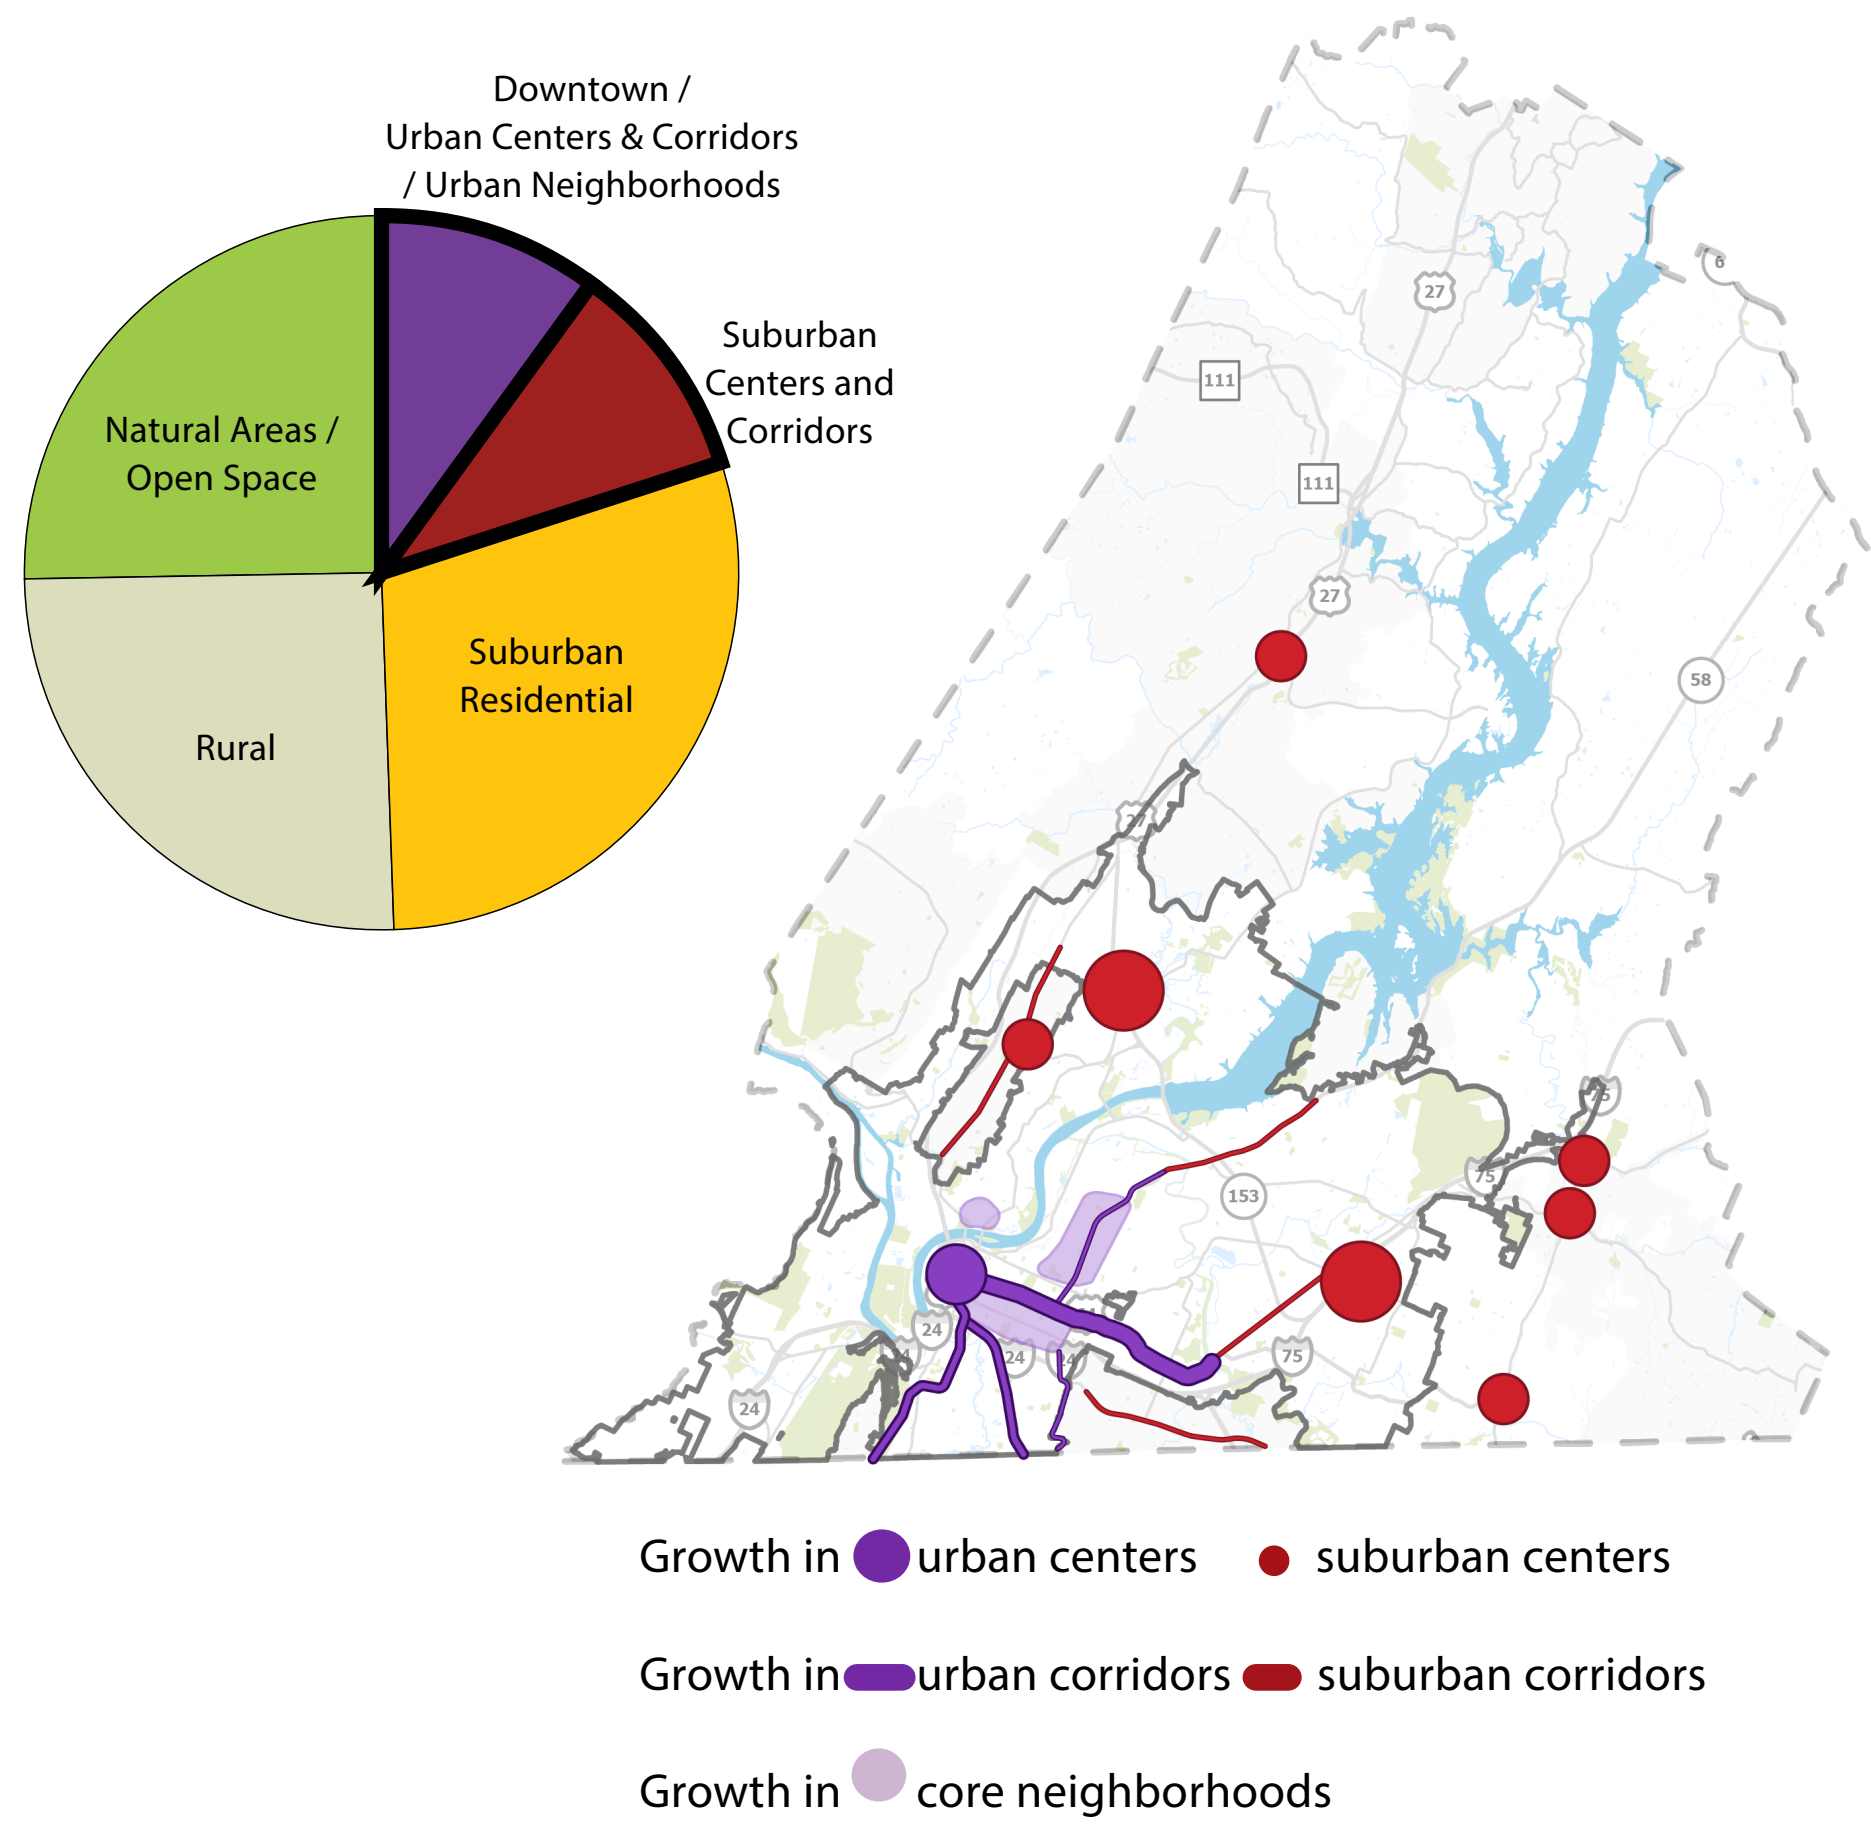 Downtown /
Urban Centers & Corridors
/ Urban Neighborhoods
Suburban
Centers and
Corridors
Natural Areas /
Open Space
Suburban
Residential
Rural
6
27
111
111
27
58
27
75
75
153
24
24
24
75
24
Growth in urban centers
suburban centers
Growth in urban corridors
suburban corridors
Growth in core neighborhoods